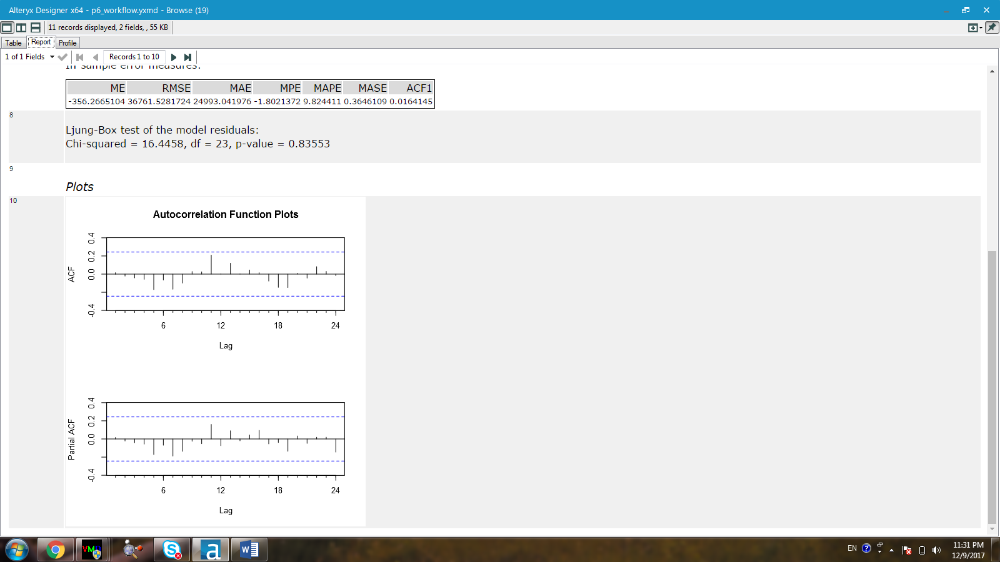 Alteryx Designer x64 - p6_workflow.yxmd - Browse (19)
11 records displayed, 2 fields, , 55 KB
Table Report Profile
1 of 1 Fields Records 1 to 10
In sample error measures:
ME RMSE MAE MPE MAPE MASE ACF1
-356.2665104 36761.5281724 24993.041976 -1.8021372 9.824411 0.3646109 0.0164145
8
Ljung-Box test of the model residuals:
Chi-squared = 16.4458, df = 23, p-value = 0.83553
9
Plots
10
Autocorrelation Function Plots
ACF
0.4
0.2
0.0
-0.4
6 12 18 24
Lag
Partial ACF
0.4
0.2
0.0
-0.4
6 12 18 24
Lag
VMD
S
a
W
EN
?
11:31 PM
12/9/2017